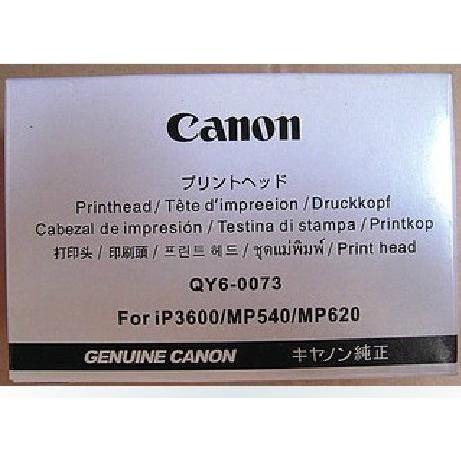 Canon
プリントヘッド
Printhead / Tête d'impreeion / Druckkopf
Cabezal de impresión / Testina di stampa / Printkop
打印头 / 印刷頭 / 프린트 헤드 / ชุดแม่พิมพ์ / Print head
QY6-0073
For iP3600/MP540/MP620
GENUINE CANON キヤノン純正